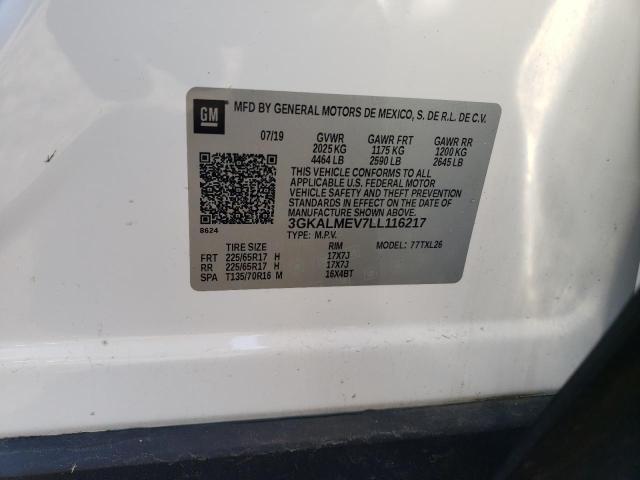 GM MFD BY GENERAL MOTORS DE MEXICO, S. DE R.L. DE C.V.
07/19 GVWR GAWR FRT GAWR RR
2025 KG 1175 KG 1200 KG
4464 LB 2590 LB 2645 LB
THIS VEHICLE CONFORMS TO ALL
APPLICABLE U.S. FEDERAL MOTOR
VEHICLE SAFETY AND THEFT PREVENTION
STANDARDS IN EFFECT ON THE DATE OF
MANUFACTURE SHOWN ABOVE.
3GKALMEV7LL116217
8624 TYPE: M.P.V. 77TXL26
TIRE SIZE RIM
FRT 225/65R17 H 17X7J
RR 225/65R17 H 17X7J
SPA T135/70R16 M 16X4BT